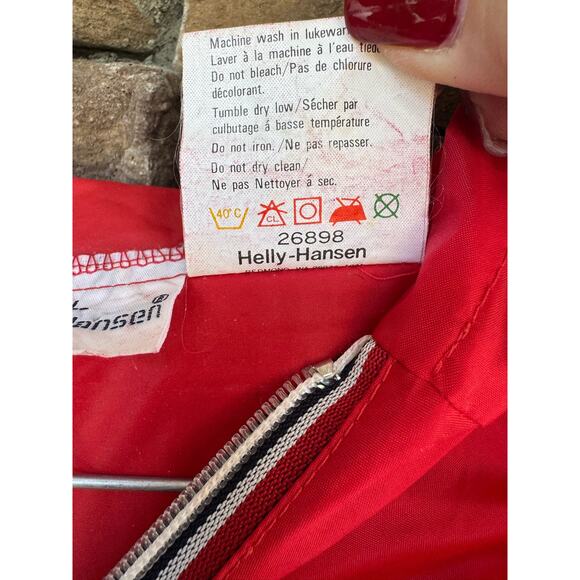 Machine wash in lukewar
Laver à la machine à l'eau tied
Do not bleach/Pas de chlorure
décolorant.
Tumble dry low/Sécher par
culbutage á basse température
Do not iron./Ne pas repasser.
Do not dry clean/
Ne pas Nettoyer á sec.
40°C CL
26898
Helly-Hansen
Hansen®